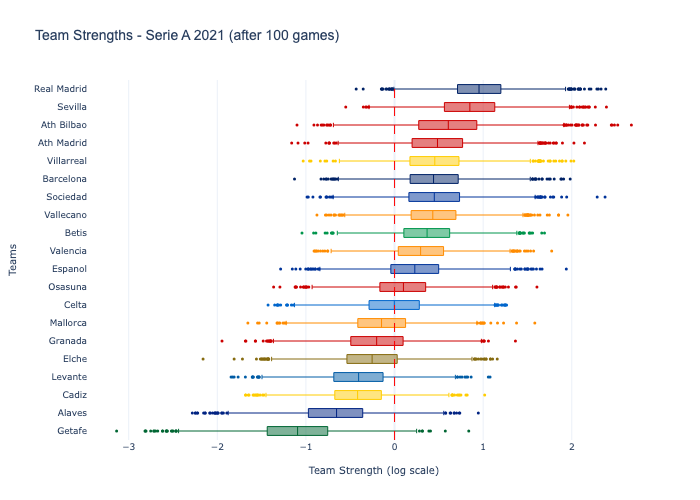 Team Strengths - Serie A 2021 (after 100 games)
Real Madrid
Sevilla
Ath Bilbao
Ath Madrid
Villarreal
Barcelona
Sociedad
Vallecano
Betis
Valencia
Espanol
Osasuna
Celta
Mallorca
Granada
Elche
Levante
Cadiz
Alaves
Getafe
Teams
−3 −2 −1 0 1 2
Team Strength (log scale)